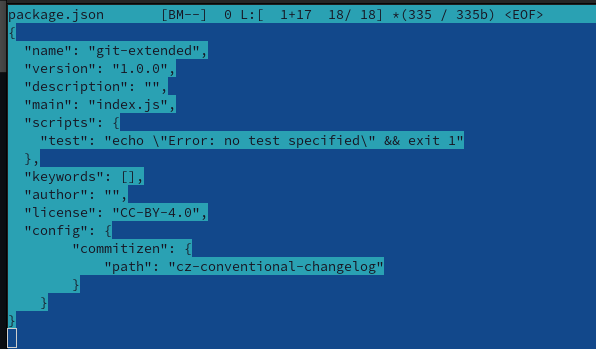 package.json       [BM--]  0 L:[  1+17  18/ 18] *(335 / 335b) <EOF>
{
  "name": "git-extended",
  "version": "1.0.0",
  "description": "",
  "main": "index.js",
  "scripts": {
    "test": "echo \"Error: no test specified\" && exit 1"
  },
  "keywords": [],
  "author": "",
  "license": "CC-BY-4.0",
  "config": {
        "commitizen": {
            "path": "cz-conventional-changelog"
        }
    }
}